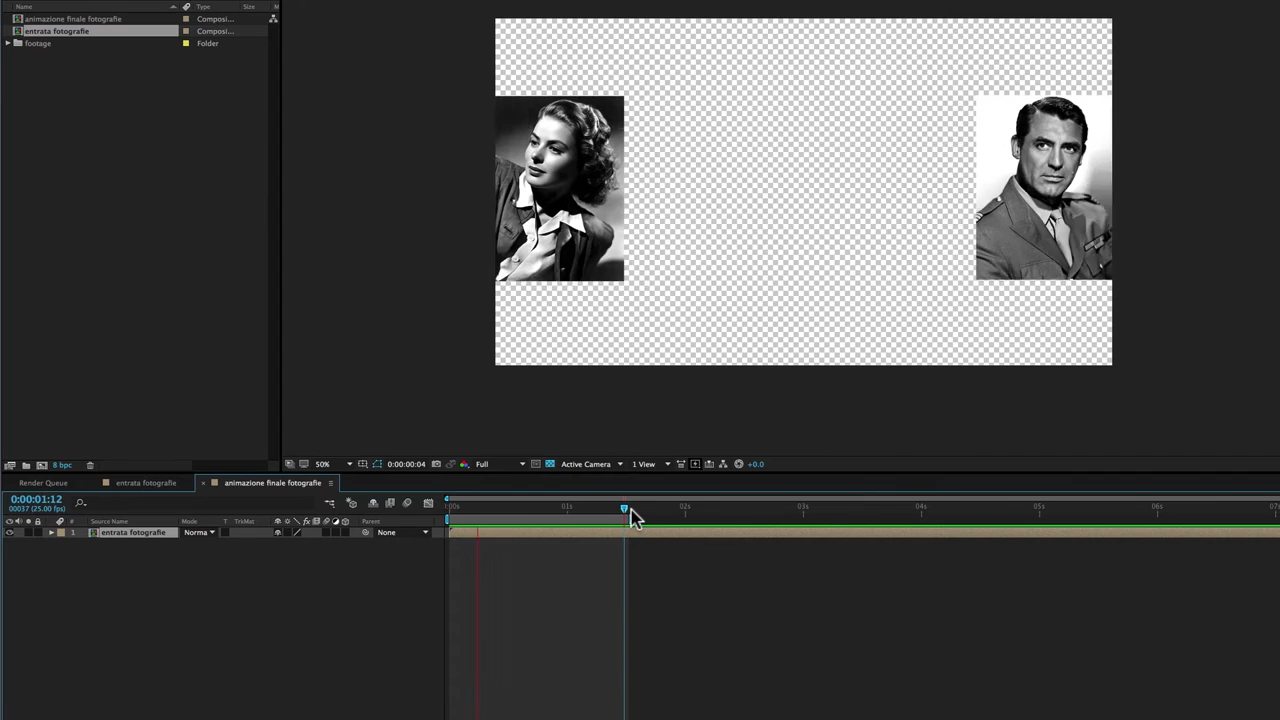 Name Type Size M
animazione finale fotografie Composi...
entrata fotografie Composi...
footage Folder
8 bpc
50% 0:00:00:04 Full Active Camera 1 View +0.0
Render Queue entrata fotografie × animazione finale fotografie
0:00:01:12
00037 (25.00 fps)
:00s 01s 02s 03s 04s 05s 06s 07
# Source Name Mode T TrkMat fx Parent
1 entrata fotografie Norma None